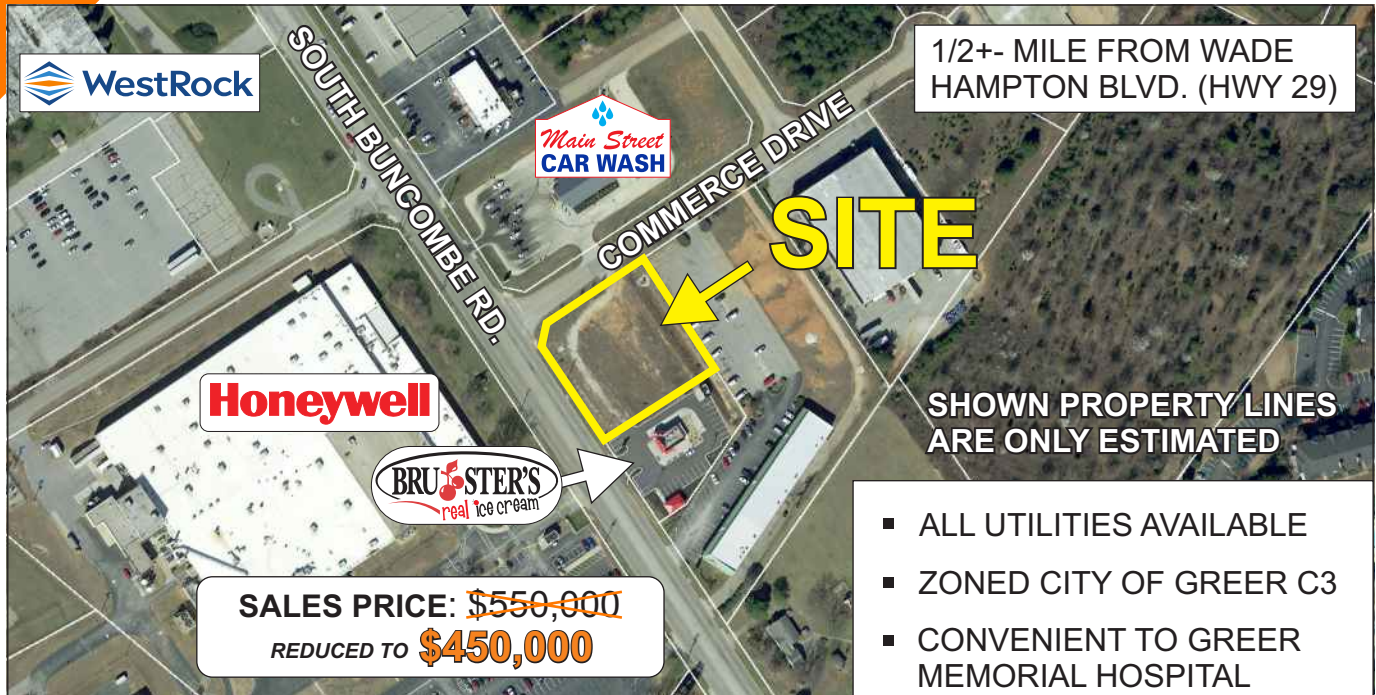 WestRock
SOUTH BUNCOMBE RD.
Main Street
CAR WASH
COMMERCE DRIVE
1/2+- MILE FROM WADE
HAMPTON BLVD. (HWY 29)
SITE
Honeywell
BRUSTER'S
real ice cream
SHOWN PROPERTY LINES
ARE ONLY ESTIMATED
SALES PRICE: $550,000
REDUCED TO $450,000
▪ ALL UTILITIES AVAILABLE
▪ ZONED CITY OF GREER C3
▪ CONVENIENT TO GREER
MEMORIAL HOSPITAL